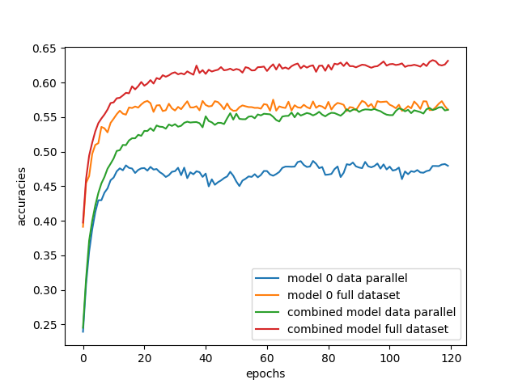 0.65
0.60
0.55
0.50
0.45
0.40
0.35
0.30
0.25
accuracies
model 0 data parallel
model 0 full dataset
combined model data parallel
combined model full dataset
0 20 40 60 80 100 120
epochs